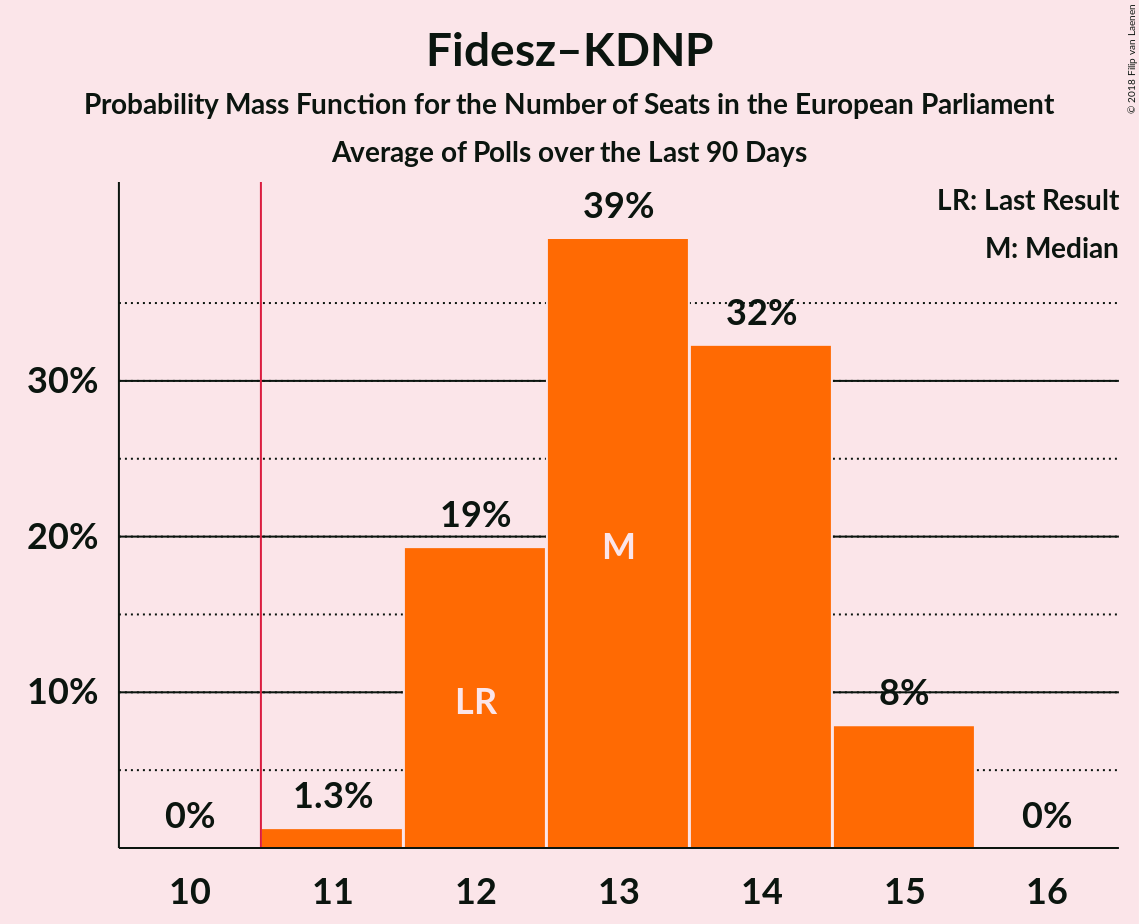 Fidesz–KDNP
Probability Mass Function for the Number of Seats in the European Parliament
Average of Polls over the Last 90 Days
© 2018 Filip van Laenen
LR: Last Result
M: Median
39%
32%
30%
19%
20%
M
10%
LR
8%
1.3%
0%
0%
10 11 12 13 14 15 16